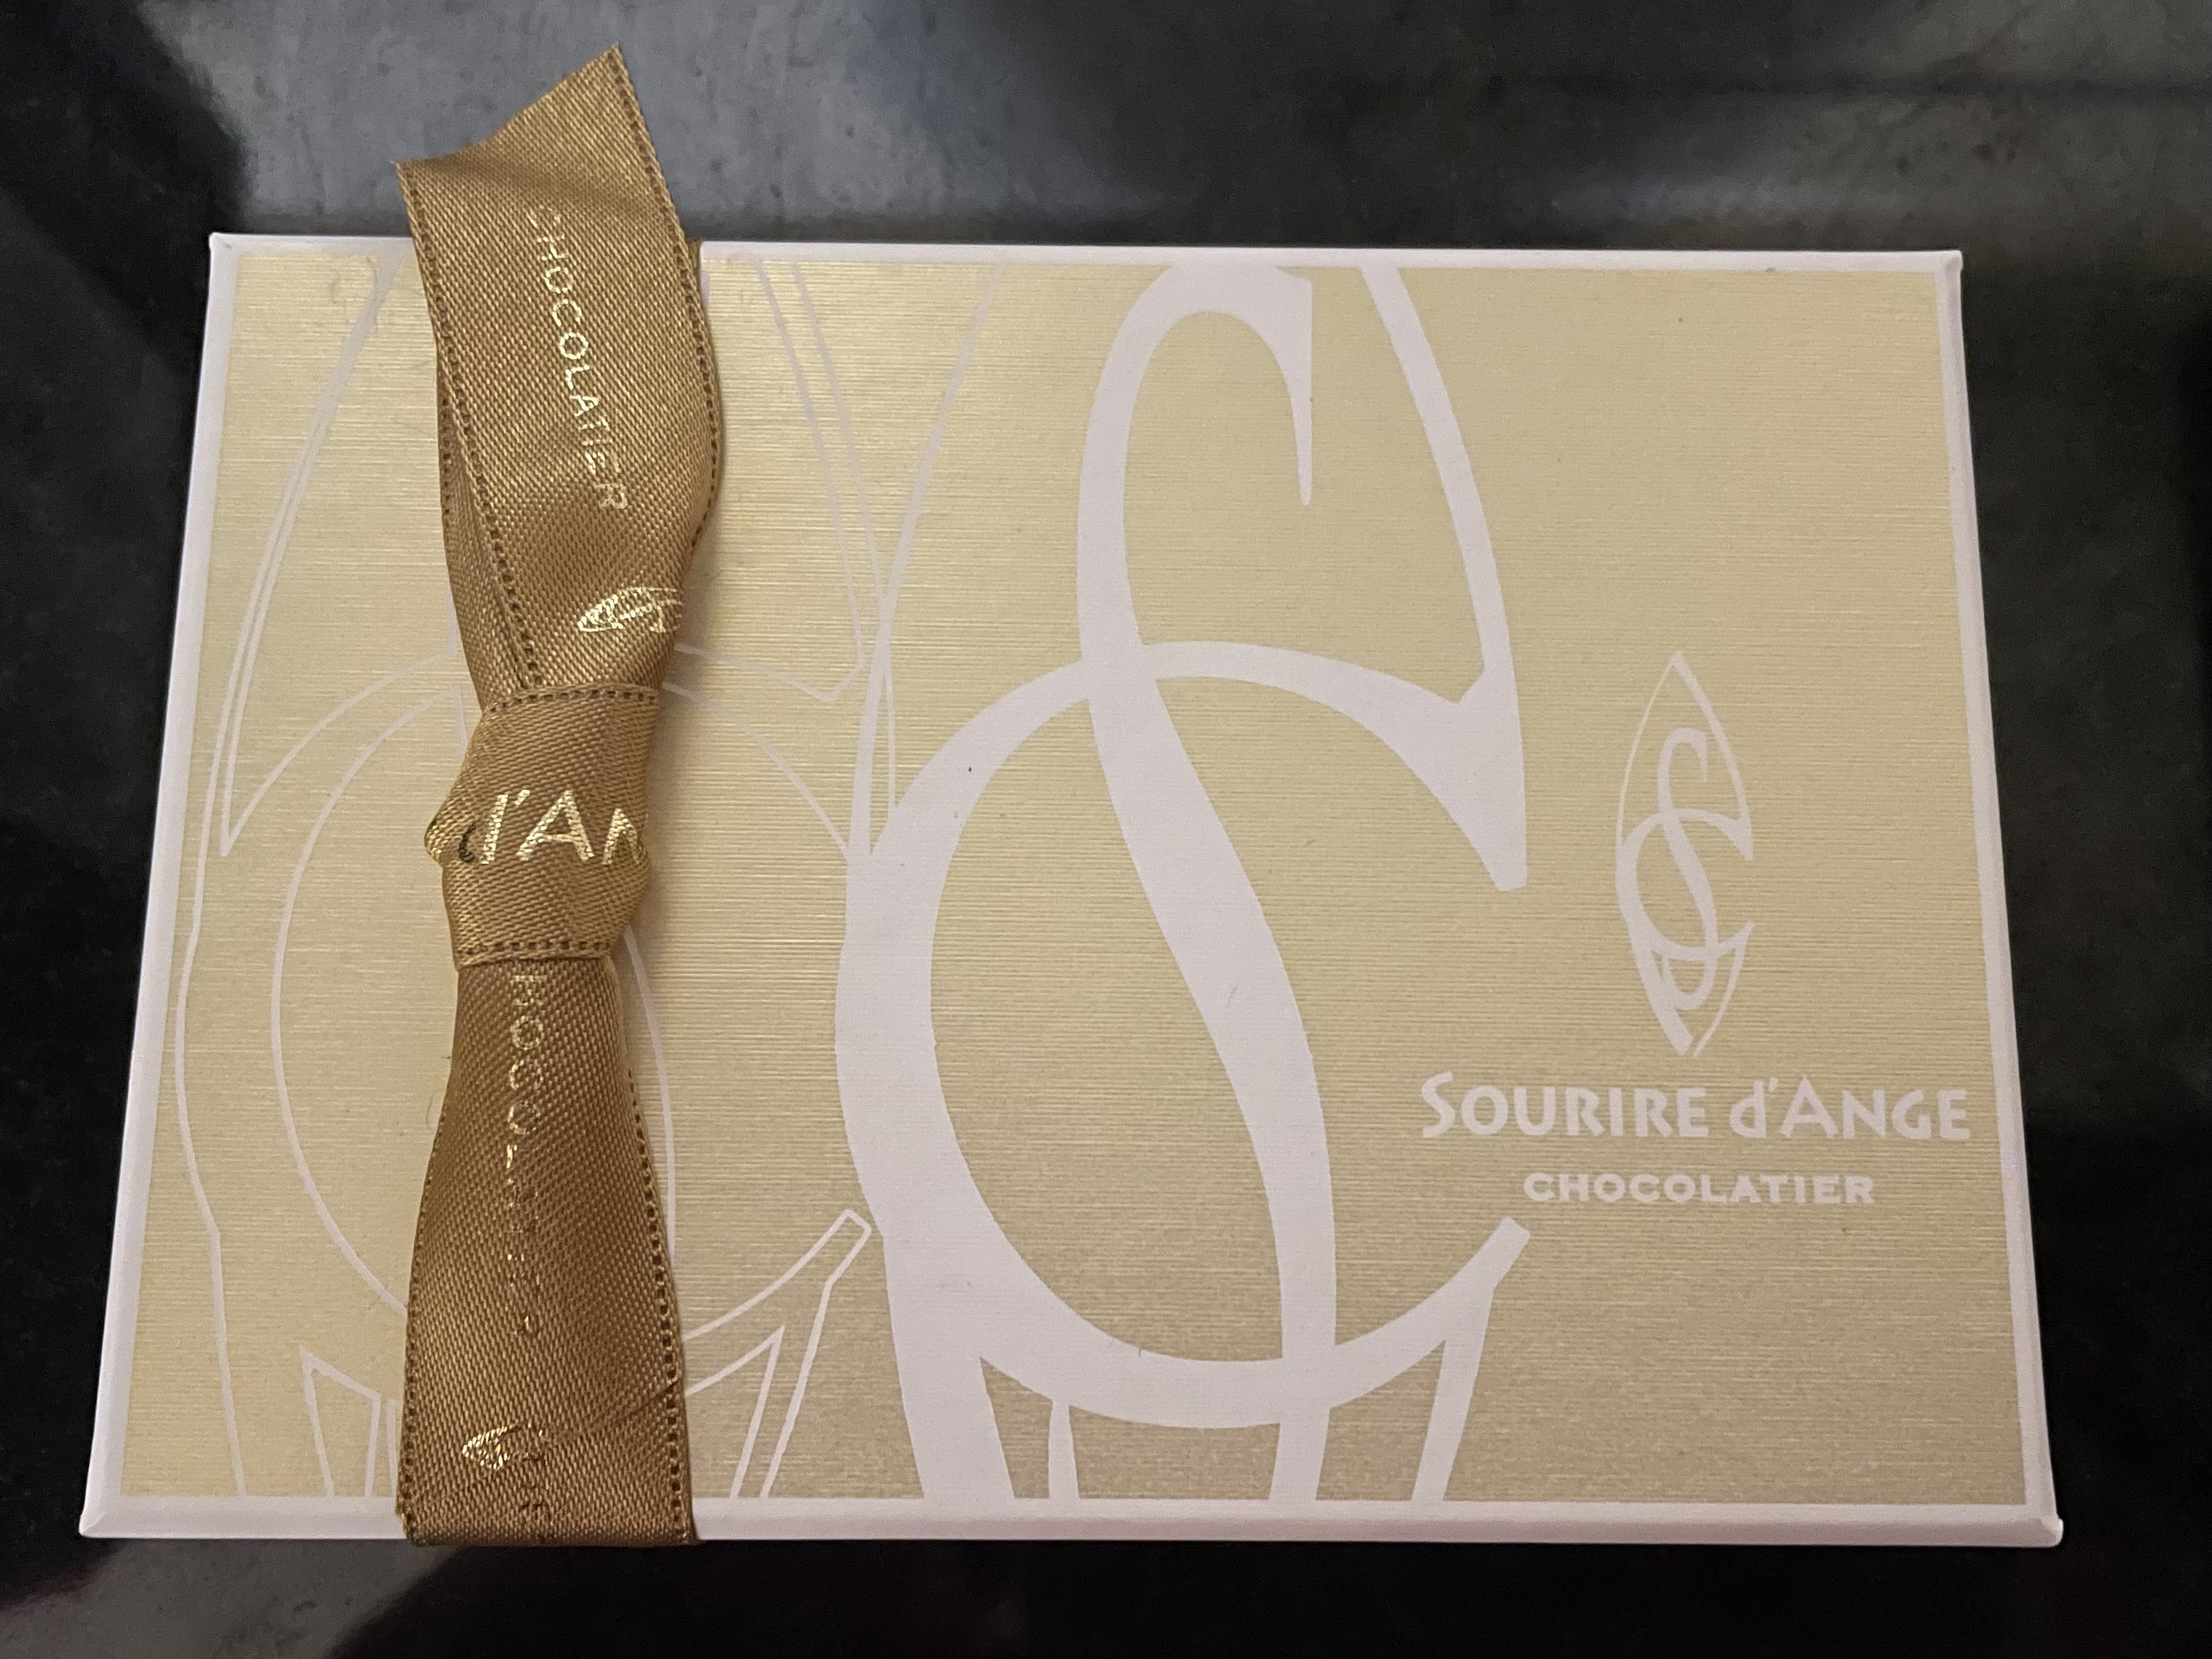 CHOCOLATIER
d'AN
SOURIRE d'ANGE
CHOCOLATIER